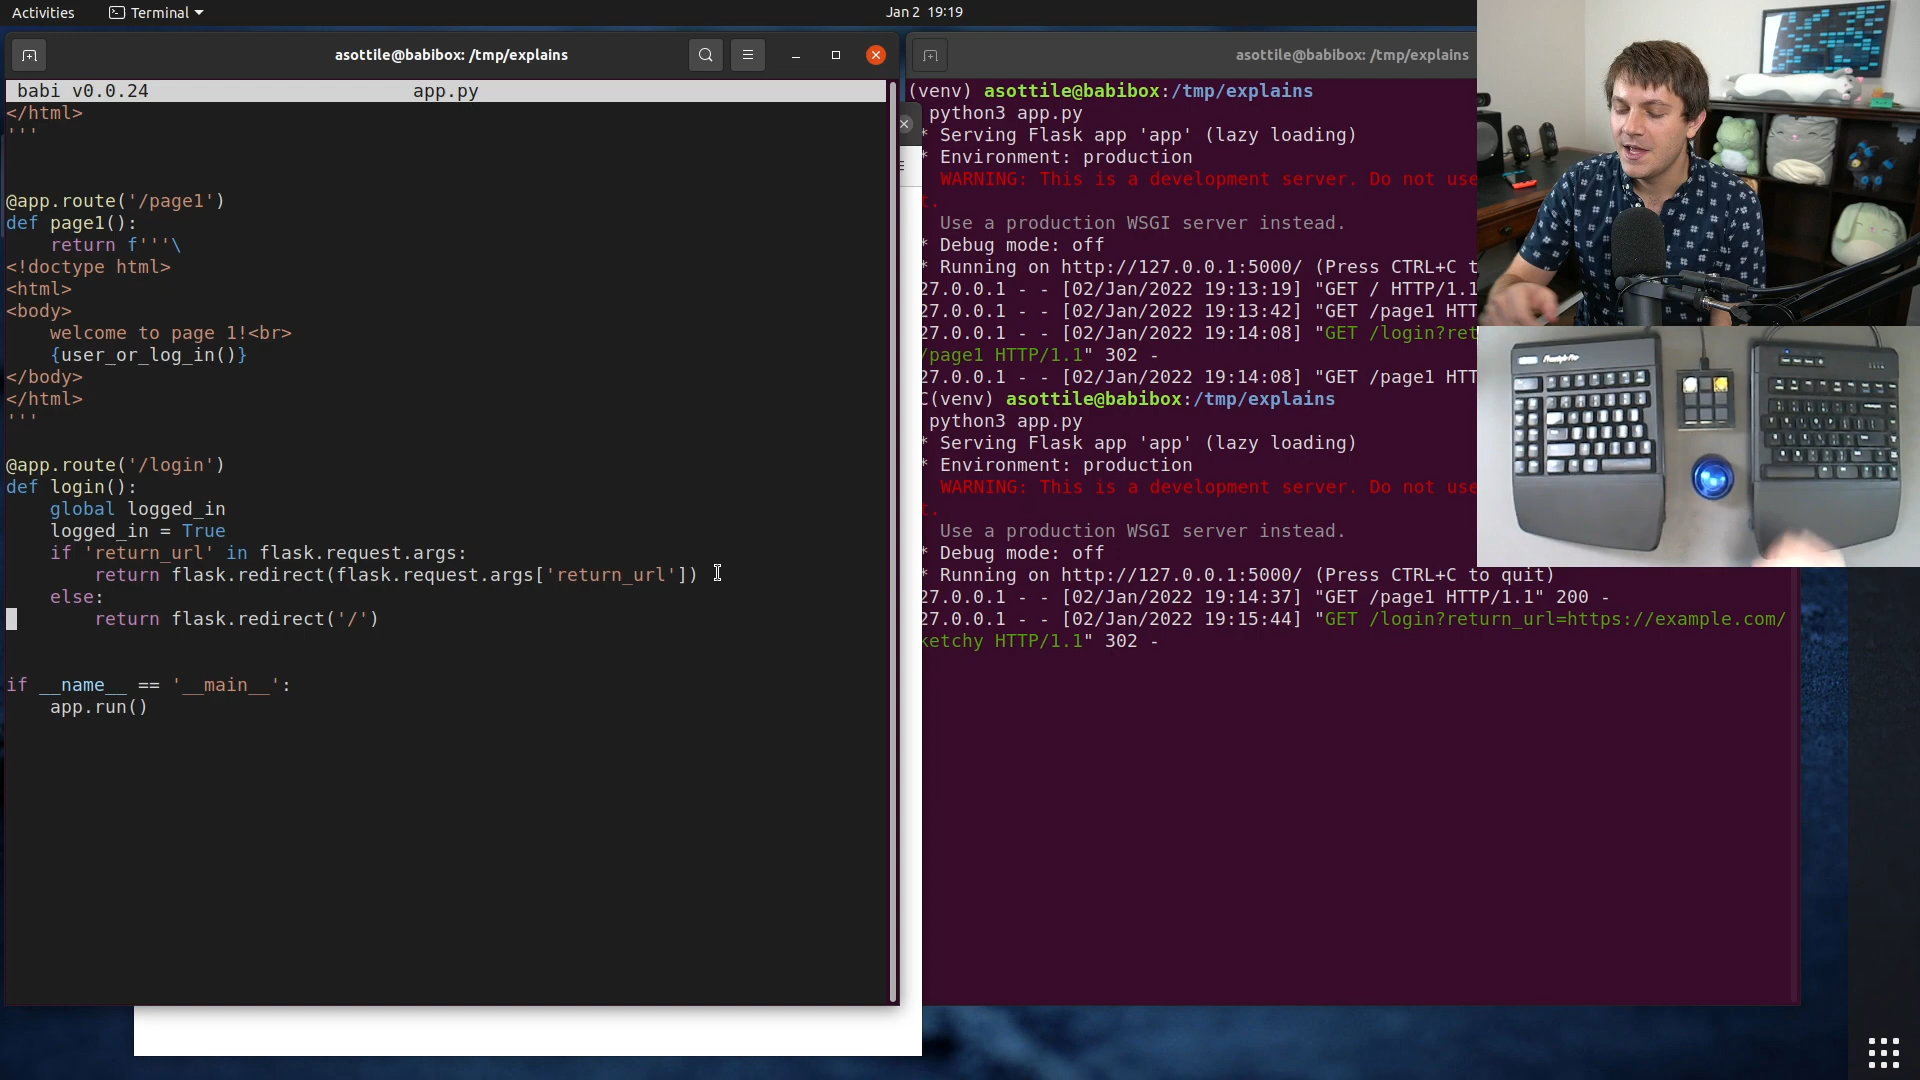 Activities
Terminal
Jan 2 19:19
asottile@babibox: /tmp/explains
babi v0.0.24 app.py
</html>
'''
@app.route('/page1')
def page1():
    return f'''\
<!doctype html>
<html>
<body>
    welcome to page 1!<br>
    {user_or_log_in()}
</body>
</html>
'''
@app.route('/login')
def login():
    global logged_in
    logged_in = True
    if 'return_url' in flask.request.args:
        return flask.redirect(flask.request.args['return_url'])
    else:
        return flask.redirect('/')
if __name__ == '__main__':
    app.run()
asottile@babibox: /tmp/explains
(venv) asottile@babibox:/tmp/explains
python3 app.py
* Serving Flask app 'app' (lazy loading)
* Environment: production
WARNING: This is a development server. Do not use
t.
Use a production WSGI server instead.
* Debug mode: off
* Running on http://127.0.0.1:5000/ (Press CTRL+C t
27.0.0.1 - - [02/Jan/2022 19:13:19] "GET / HTTP/1.1
27.0.0.1 - - [02/Jan/2022 19:13:42] "GET /page1 HTT
27.0.0.1 - - [02/Jan/2022 19:14:08] "GET /login?ret
/page1 HTTP/1.1" 302 -
27.0.0.1 - - [02/Jan/2022 19:14:08] "GET /page1 HTT
C(venv) asottile@babibox:/tmp/explains
python3 app.py
* Serving Flask app 'app' (lazy loading)
* Environment: production
WARNING: This is a development server. Do not use
t.
Use a production WSGI server instead.
* Debug mode: off
* Running on http://127.0.0.1:5000/ (Press CTRL+C to quit)
27.0.0.1 - - [02/Jan/2022 19:14:37] "GET /page1 HTTP/1.1" 200 -
27.0.0.1 - - [02/Jan/2022 19:15:44] "GET /login?return_url=https://example.com/
ketchy HTTP/1.1" 302 -
Freestyle Pro